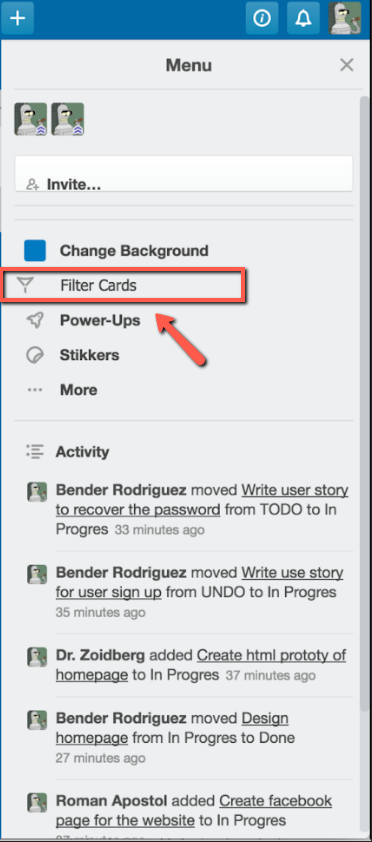 Menu
Invite...
Change Background
Filter Cards
Power-Ups
Stikkers
More
Activity
Bender Rodriguez moved Write user story
to recover the password from TODO to In
Progres 33 minutes ago
Bender Rodriguez moved Write use story
for user sign up from UNDO to In Progres
35 minutes ago
Dr. Zoidberg added Create html prototy of
homepage to In Progres 37 minutes ago
Bender Rodriguez moved Design
homepage from In Progres to Done
27 minutes ago
Roman Apostol added Create facebook
page for the website to In Progres